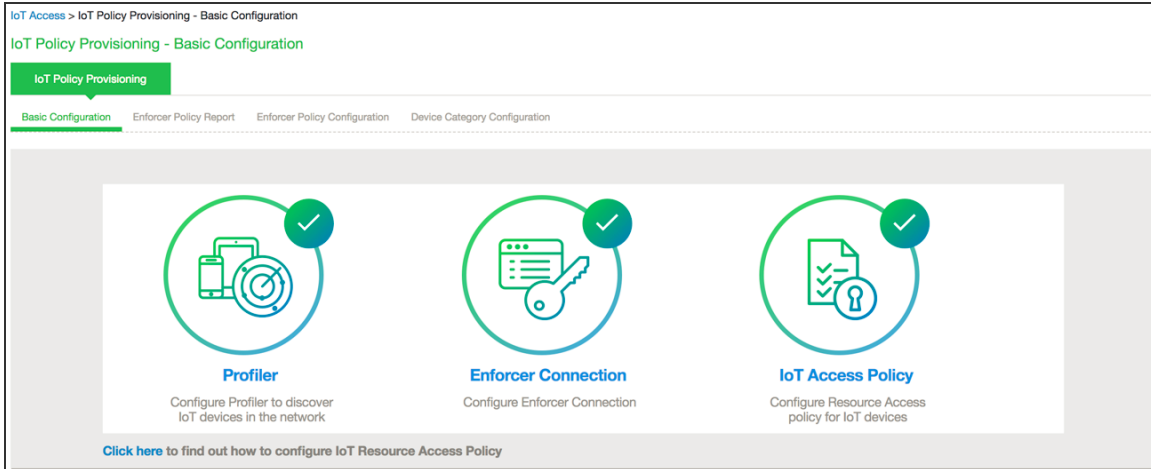 IoT Access > IoT Policy Provisioning - Basic Configuration
IoT Policy Provisioning - Basic Configuration
IoT Policy Provisioning
Basic Configuration Enforcer Policy Report Enforcer Policy Configuration Device Category Configuration
Profiler Enforcer Connection IoT Access Policy
Configure Profiler to discover Configure Enforcer Connection Configure Resource Access
IoT devices in the network policy for IoT devices
Click here to find out how to configure IoT Resource Access Policy